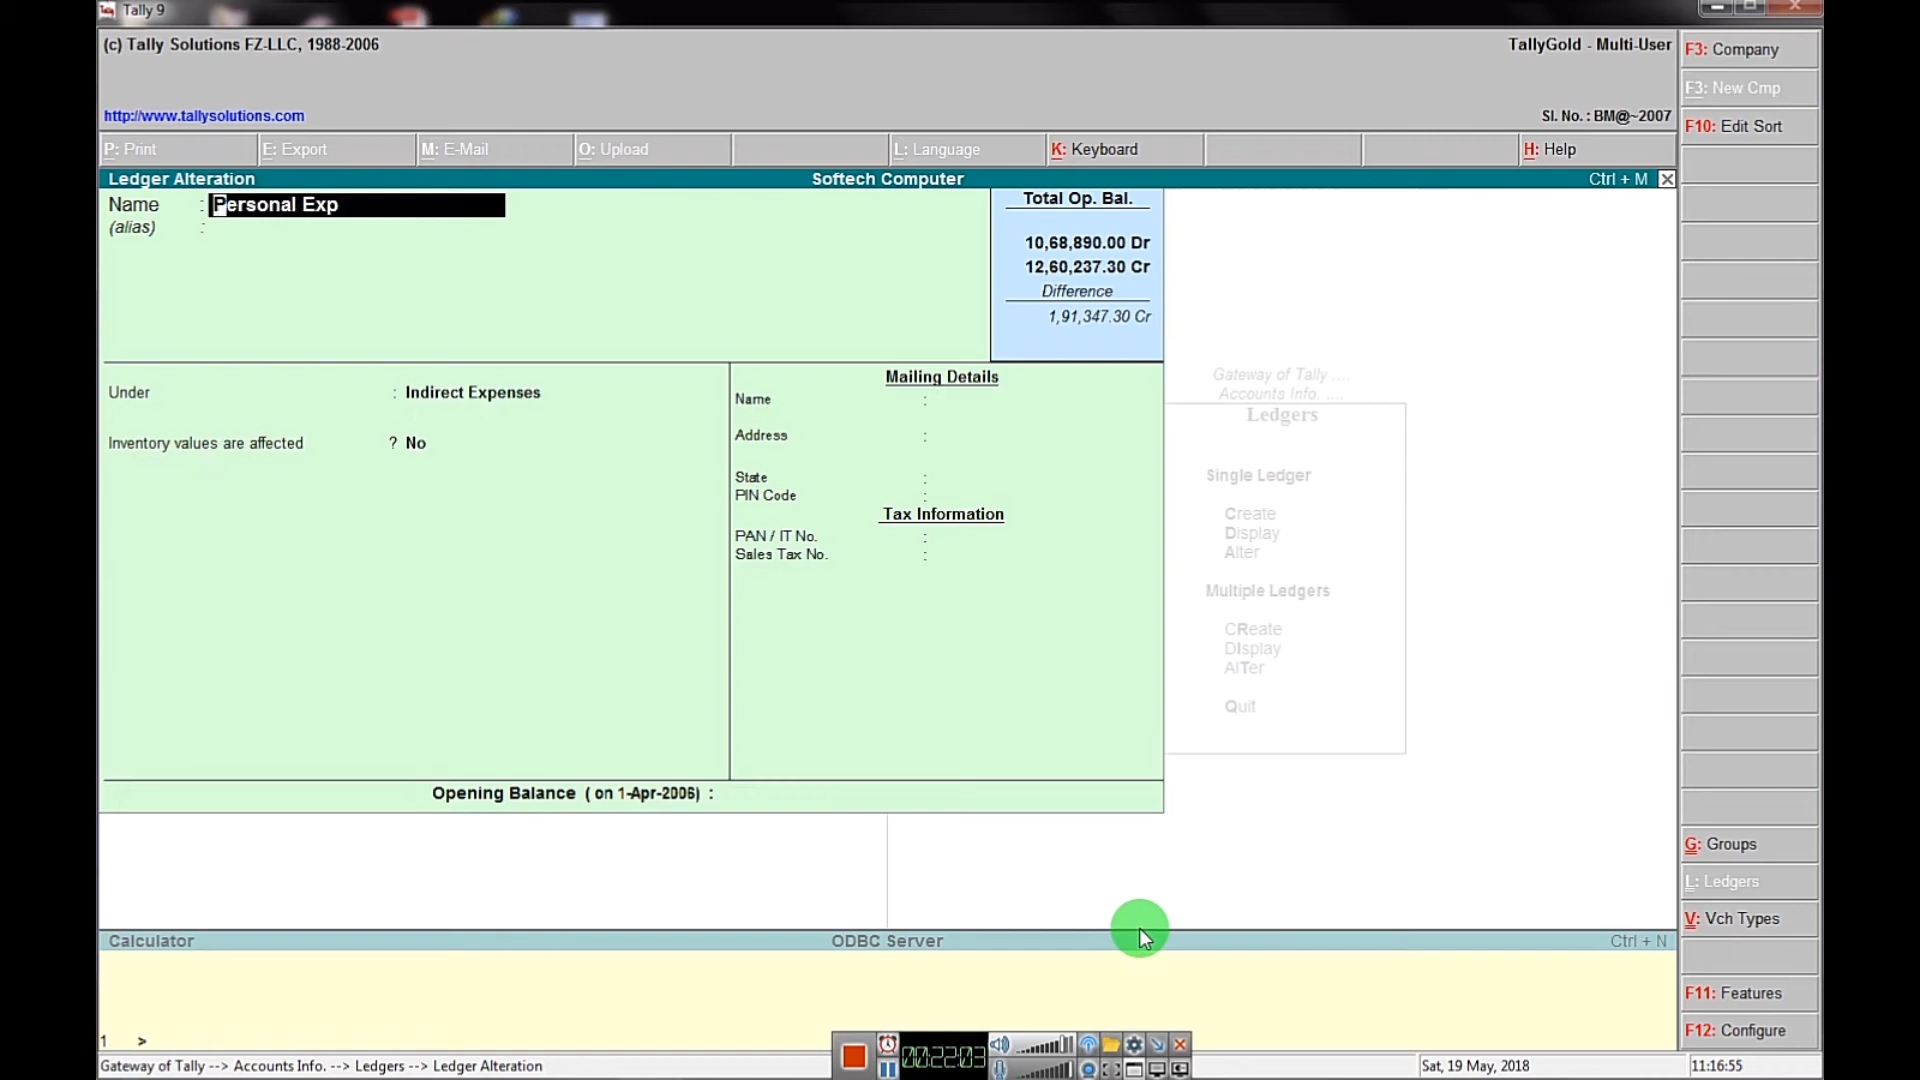 Tally 9
(c) Tally Solutions FZ-LLC, 1988-2006
TallyGold - Multi-User
http://www.tallysolutions.com
Sl. No. : BM@~2007
P: Print
E: Export
M: E-Mail
O: Upload
L: Language
K: Keyboard
H: Help
Ledger Alteration
Softech Computer
Ctrl + M
Name : Personal Exp
(alias) :
Total Op. Bal.
10,68,890.00 Dr
12,60,237.30 Cr
Difference
1,91,347.30 Cr
Under : Indirect Expenses
Inventory values are affected ? No
Mailing Details
Name :
Address :
State :
PIN Code :
Tax Information
PAN / IT No. :
Sales Tax No. :
Opening Balance ( on 1-Apr-2006) :
Gateway of Tally ....
Accounts Info. ....
Ledgers
Single Ledger
Create
Display
Alter
Multiple Ledgers
CReate
DIsplay
AlTer
Quit
F3: Company
F3: New Cmp
F10: Edit Sort
G: Groups
L: Ledgers
V: Vch Types
F11: Features
F12: Configure
Calculator
ODBC Server
Ctrl + N
1 >
00:22:03
Gateway of Tally --> Accounts Info. --> Ledgers --> Ledger Alteration
Sat, 19 May, 2018
11:16:55